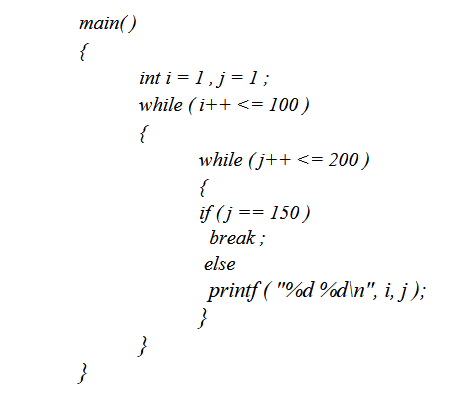 main( )
{
int i = 1 , j = 1 ;
while ( i++ <= 100 )
{
while ( j++ <= 200 )
{
if ( j == 150 )
break ;
else
printf ( "%d %d\n", i, j );
}
}
}